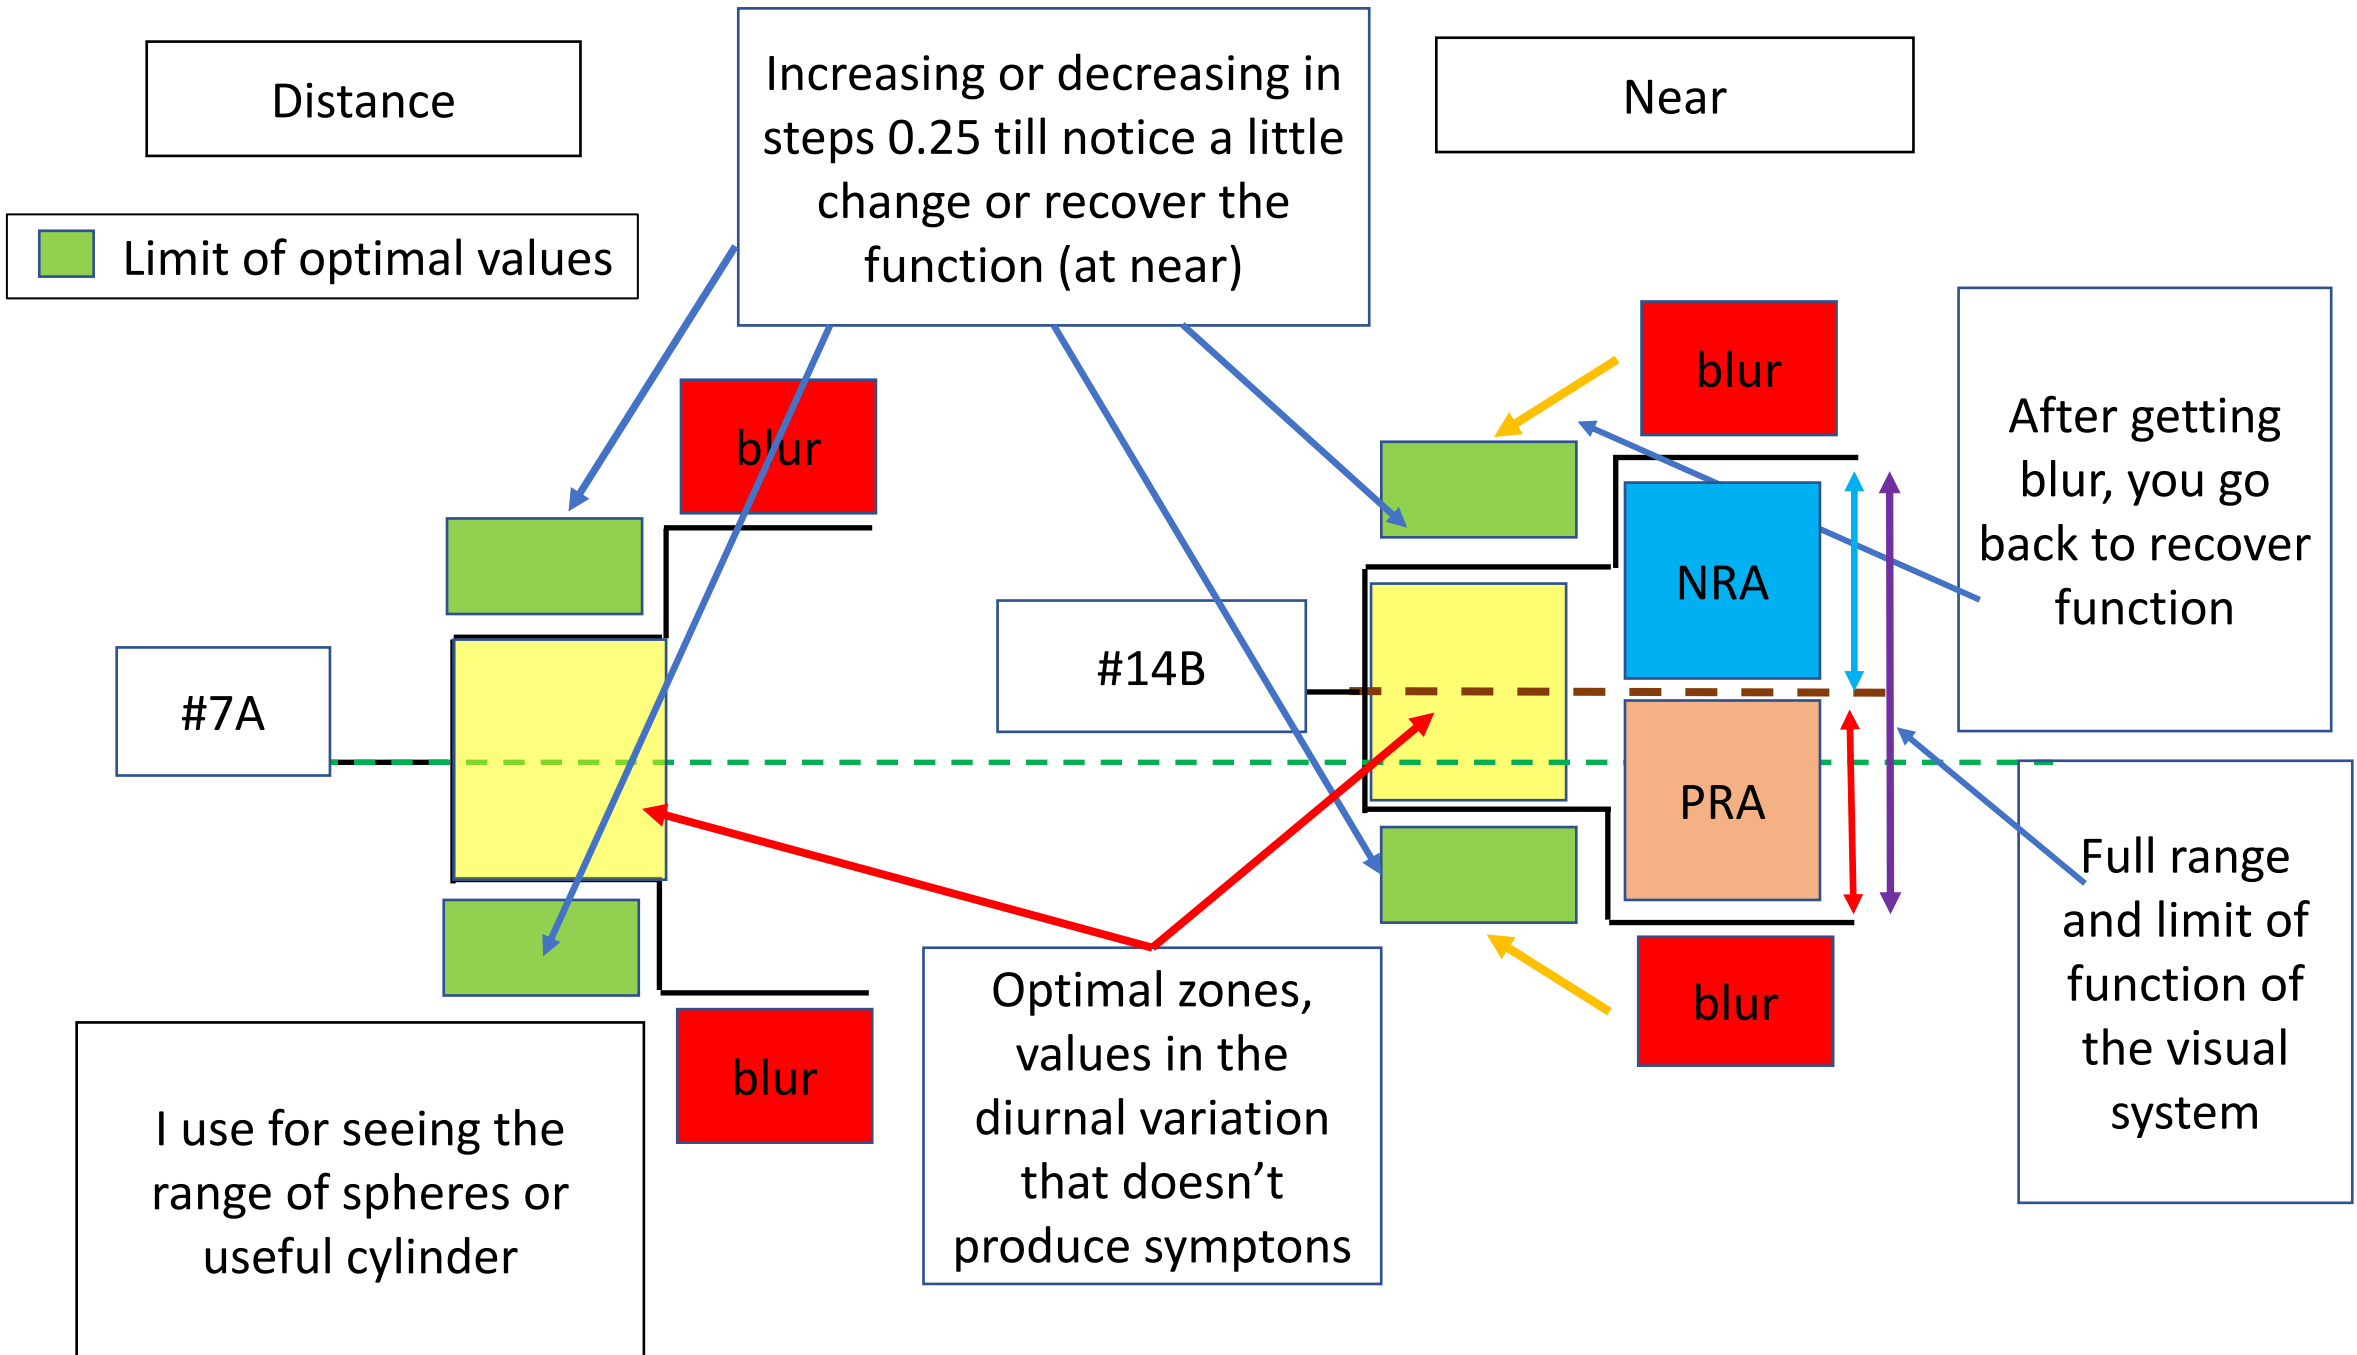 Distance
Increasing or decreasing in
steps 0.25 till notice a little
change or recover the
function (at near)
Near
Limit of optimal values
blur
blur
After getting
blur, you go
back to recover
function
NRA
#14B
#7A
PRA
Full range
and limit of
function of
the visual
system
Optimal zones,
values in the
diurnal variation
that doesn’t
produce symptons
blur
blur
I use for seeing the
range of spheres or
useful cylinder